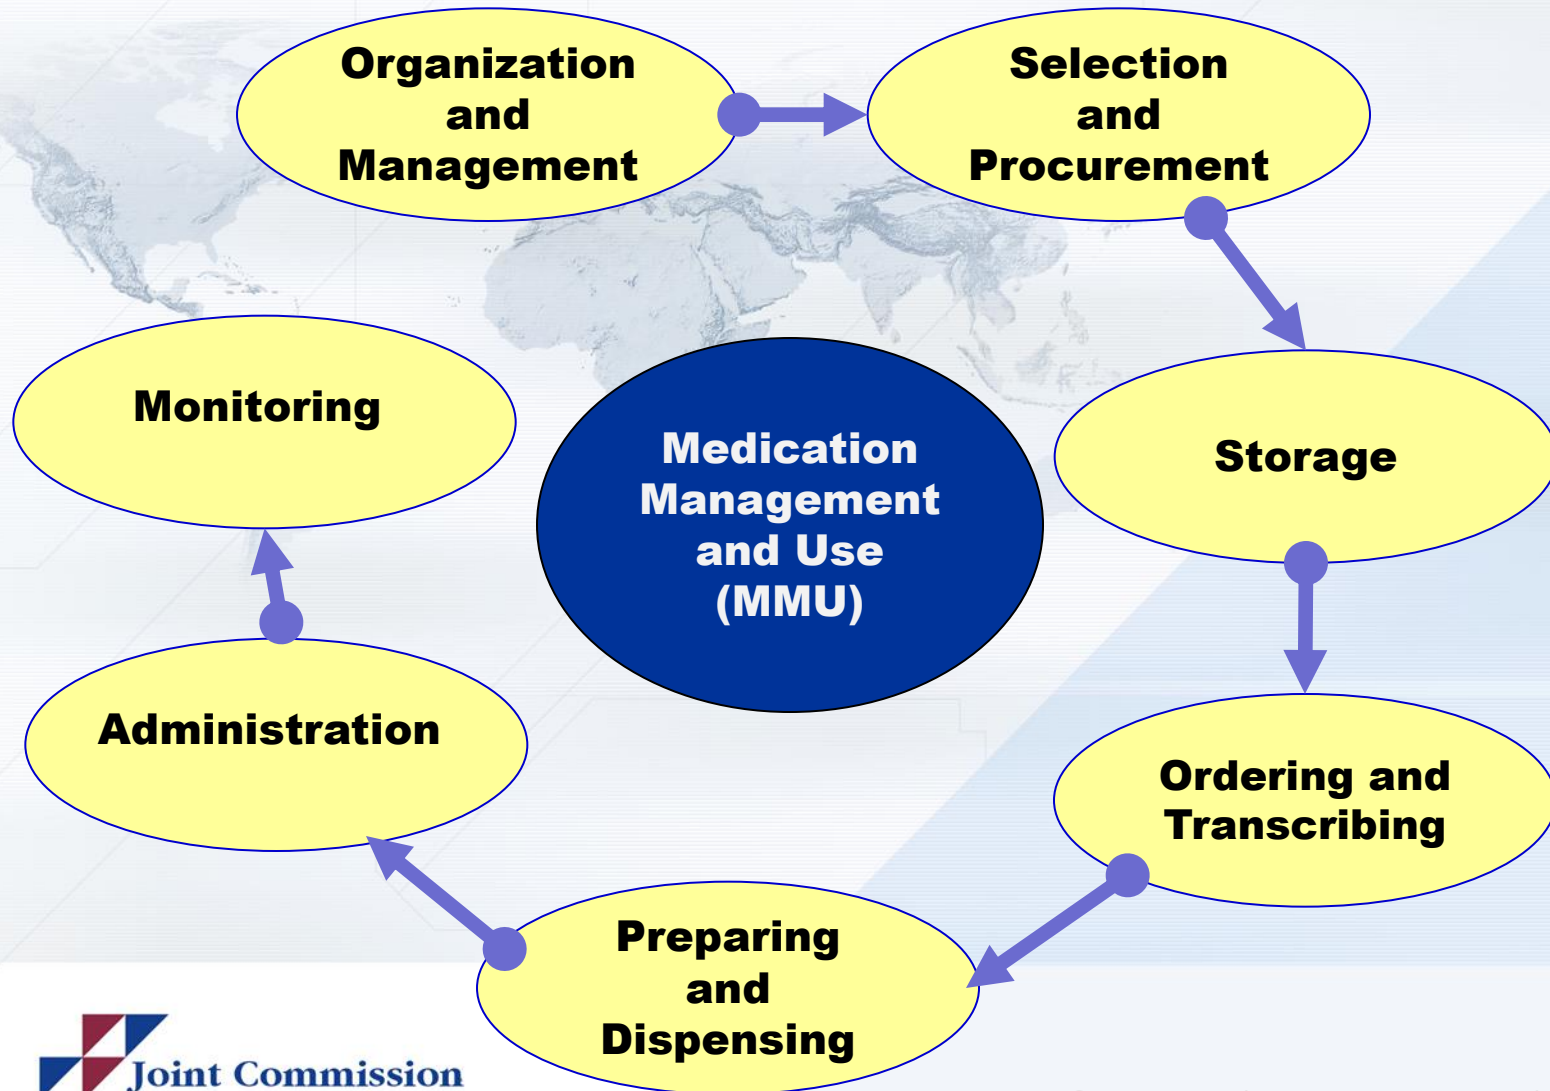 Organization
and
Management
Selection
and
Procurement
Storage
Ordering and
Transcribing
Preparing
and
Dispensing
Administration
Monitoring
Medication
Management
and Use
(MMU)
Joint Commission